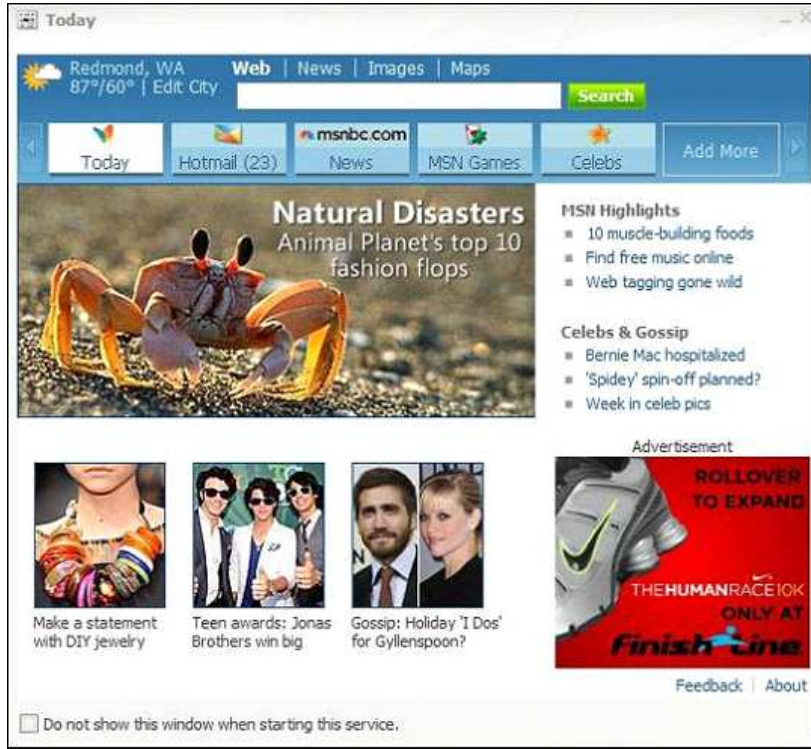 Today
Redmond, WA
87°/60° | Edit City
Web | News | Images | Maps
Search
Today
Hotmail (23)
msnbc.com
News
MSN Games
Celebs
Add More
Natural Disasters
Animal Planet's top 10
fashion flops
MSN Highlights
10 muscle-building foods
Find free music online
Web tagging gone wild
Celebs & Gossip
Bernie Mac hospitalized
'Spidey' spin-off planned?
Week in celeb pics
Make a statement
with DIY jewelry
Teen awards: Jonas
Brothers win big
Gossip: Holiday 'I Dos'
for Gyllenspoon?
Advertisement
ROLLOVER
TO EXPAND
THEHUMANRACE10K
ONLY AT
Finish Line
Feedback | About
Do not show this window when starting this service.